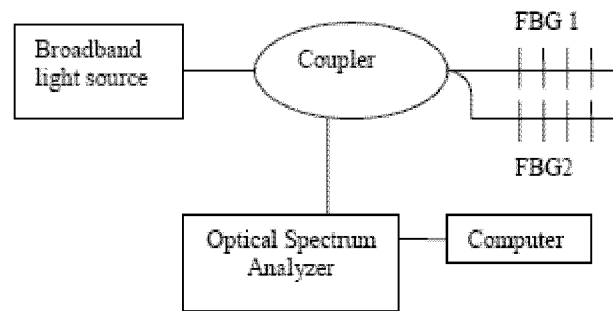 Broadband
light source
Coupler
FBG 1
FBG2
Optical Spectrum
Analyzer
Computer